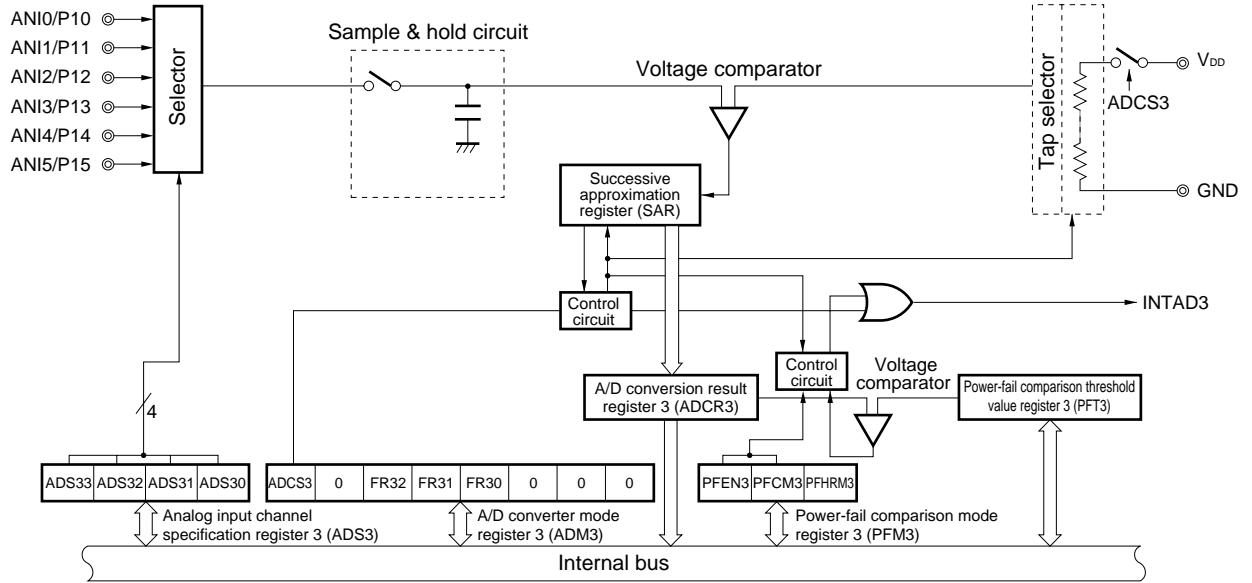 ANI0/P10
ANI1/P11
ANI2/P12
ANI3/P13
ANI4/P14
ANI5/P15
Selector
Sample & hold circuit
Voltage comparator
Tap selector
VDD
ADCS3
GND
Successive
approximation
register (SAR)
Control
circuit
INTAD3
Control
circuit
Voltage
comparator
A/D conversion result
register 3 (ADCR3)
Power-fail comparison threshold
value register 3 (PFT3)
4
ADS33 ADS32 ADS31 ADS30
ADCS3 0 FR32 FR31 FR30 0 0 0
PFEN3 PFCM3 PFHRM3
Analog input channel
specification register 3 (ADS3)
A/D converter mode
register 3 (ADM3)
Power-fail comparison mode
register 3 (PFM3)
Internal bus